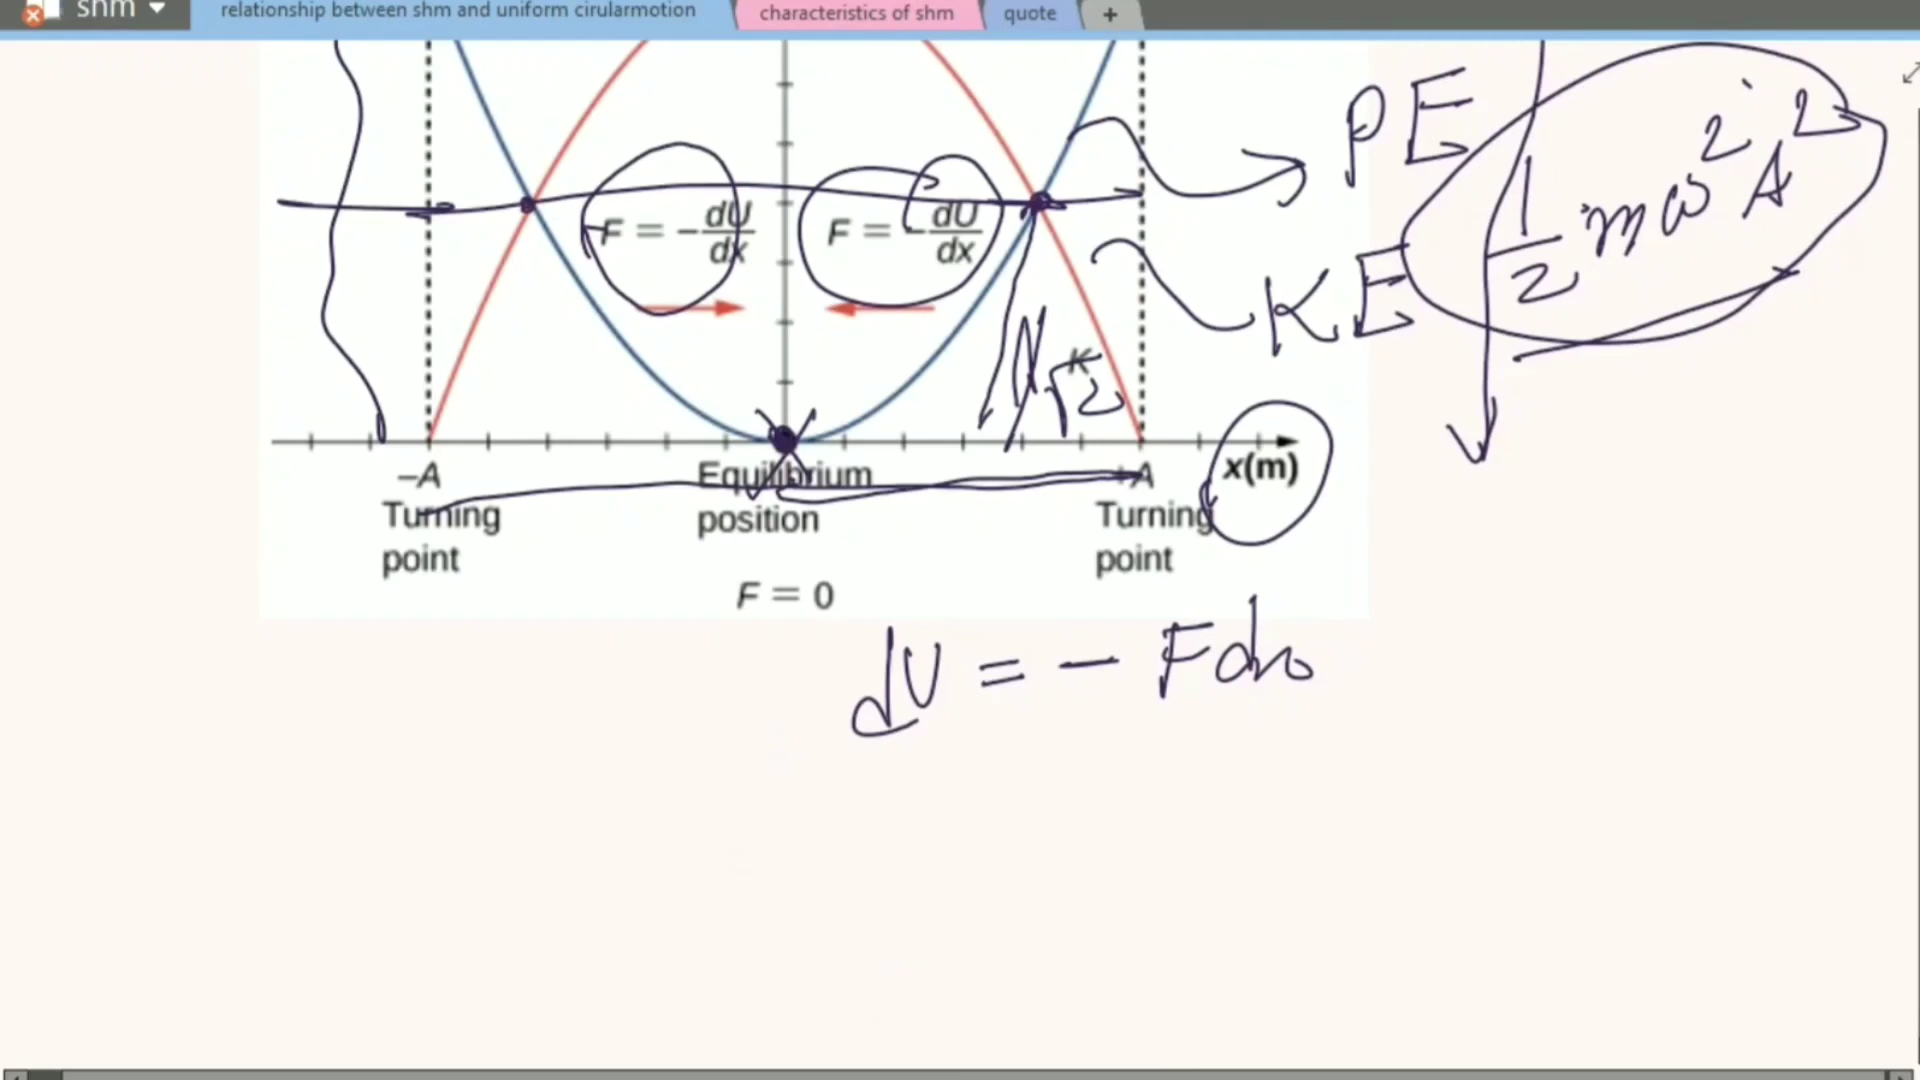 shm
relationship between shm and uniform cirularmotion
characteristics of shm
quote
+
PE
KE
1/2 mω²A²
F = -dU/dx
F = -dU/dx
K
A/√2
-A
Turning
point
Equilibrium
position
+A
Turning
point
x(m)
F = 0
dU = - Fdx